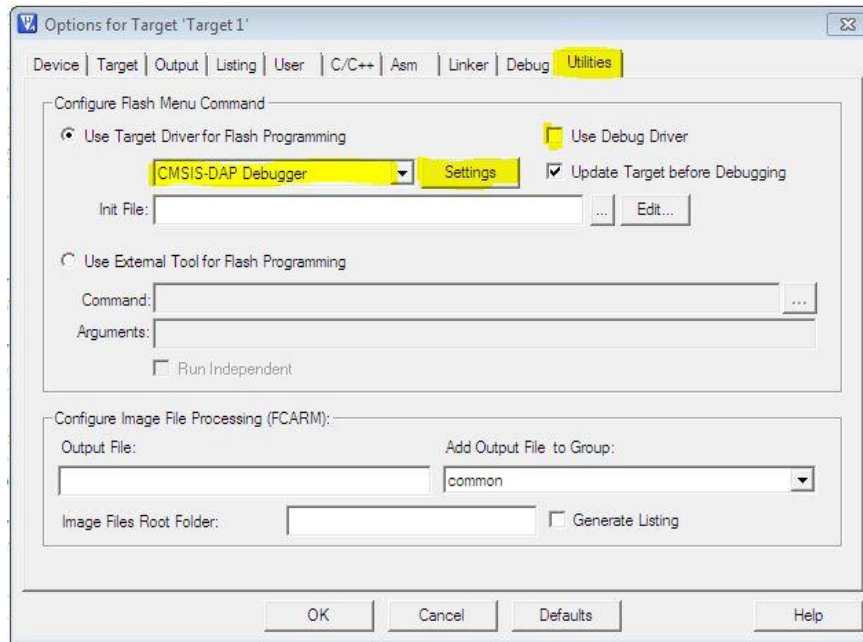 Options for Target 'Target 1'
Device Target Output Listing User C/C++ Asm Linker Debug Utilities
Configure Flash Menu Command
Use Target Driver for Flash Programming Use Debug Driver
CMSIS-DAP Debugger Settings Update Target before Debugging
Init File: ... Edit...
Use External Tool for Flash Programming
Command: ...
Arguments:
Run Independent
Configure Image File Processing (FCARM):
Output File: Add Output File to Group:
common
Image Files Root Folder: Generate Listing
OK Cancel Defaults Help